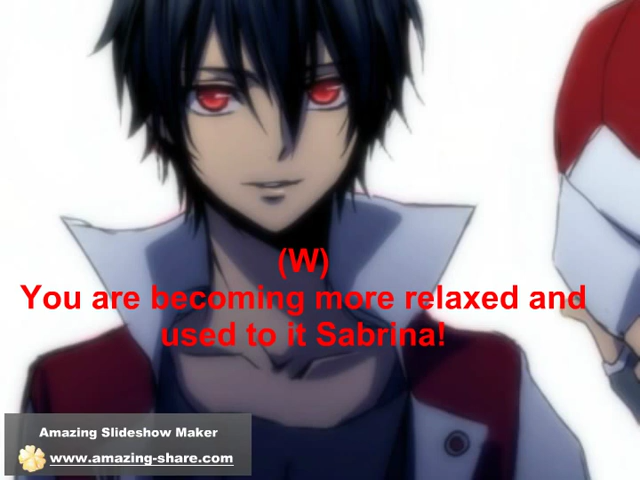 (W)
You are becoming more relaxed and
used to it Sabrina!
Amazing Slideshow Maker
www.amazing-share.com